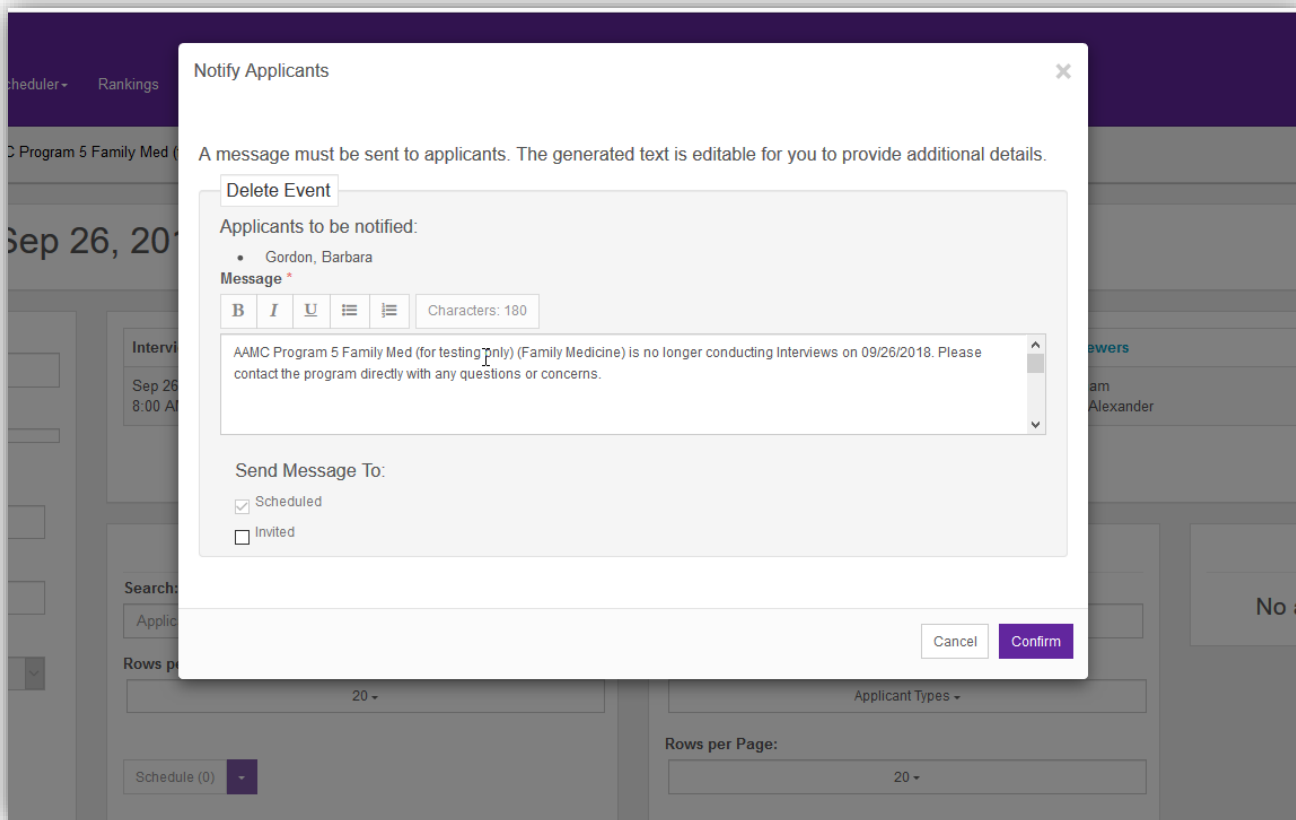 Notify Applicants
×
cheduler
Rankings
C Program 5 Family Med (
A message must be sent to applicants. The generated text is editable for you to provide additional details.
Delete Event
Applicants to be notified:
• Gordon, Barbara
Sep 26, 201
Message *
B I U Characters: 180
AAMC Program 5 Family Med (for testing only) (Family Medicine) is no longer conducting Interviews on 09/26/2018. Please
contact the program directly with any questions or concerns.
Intervi
ewers
Sep 26
am
8:00 AM
Alexander
Send Message To:
Scheduled
Invited
Search:
Applic
No a
Cancel
Confirm
Rows pe
20
Applicant Types
Rows per Page:
Schedule (0)
20